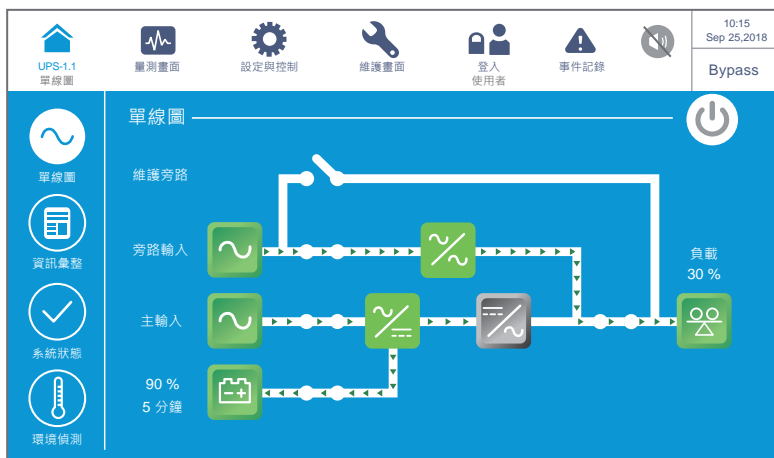 UPS-1.1
單線圖
量測畫面
設定與控制
維護畫面
登入
使用者
事件記錄
10:15
Sep 25,2018
Bypass
單線圖
資訊彙整
系統狀態
環境偵測
單線圖
維護旁路
旁路輸入
主輸入
90 %
5 分鐘
負載
30 %